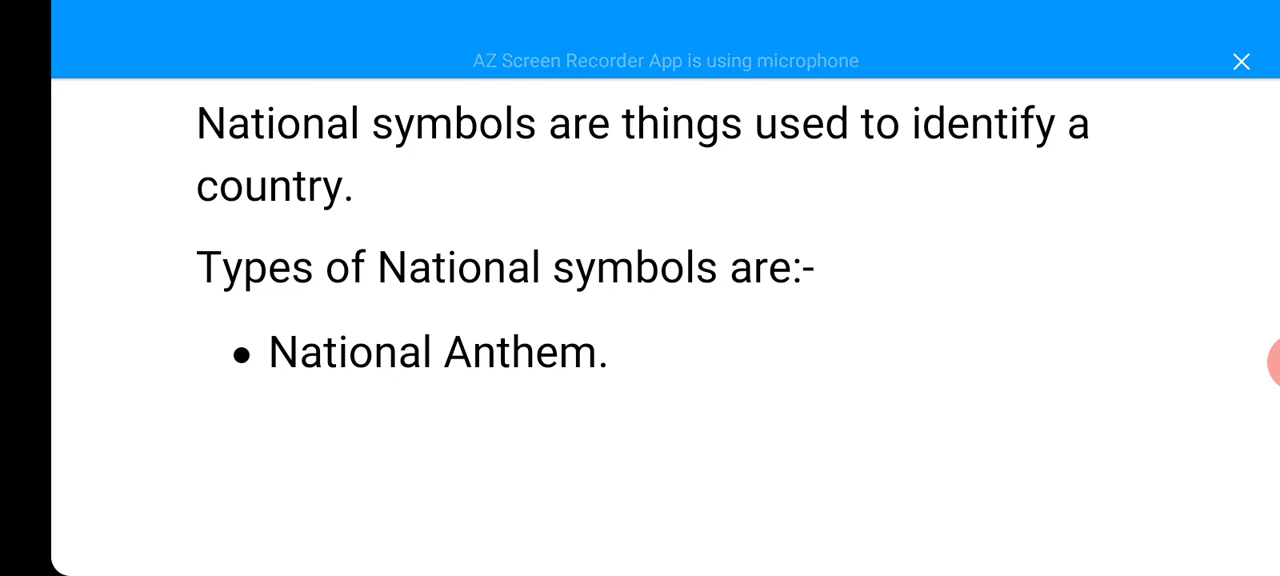 AZ Screen Recorder App is using microphone
National symbols are things used to identify a
country.
Types of National symbols are:-
• National Anthem.